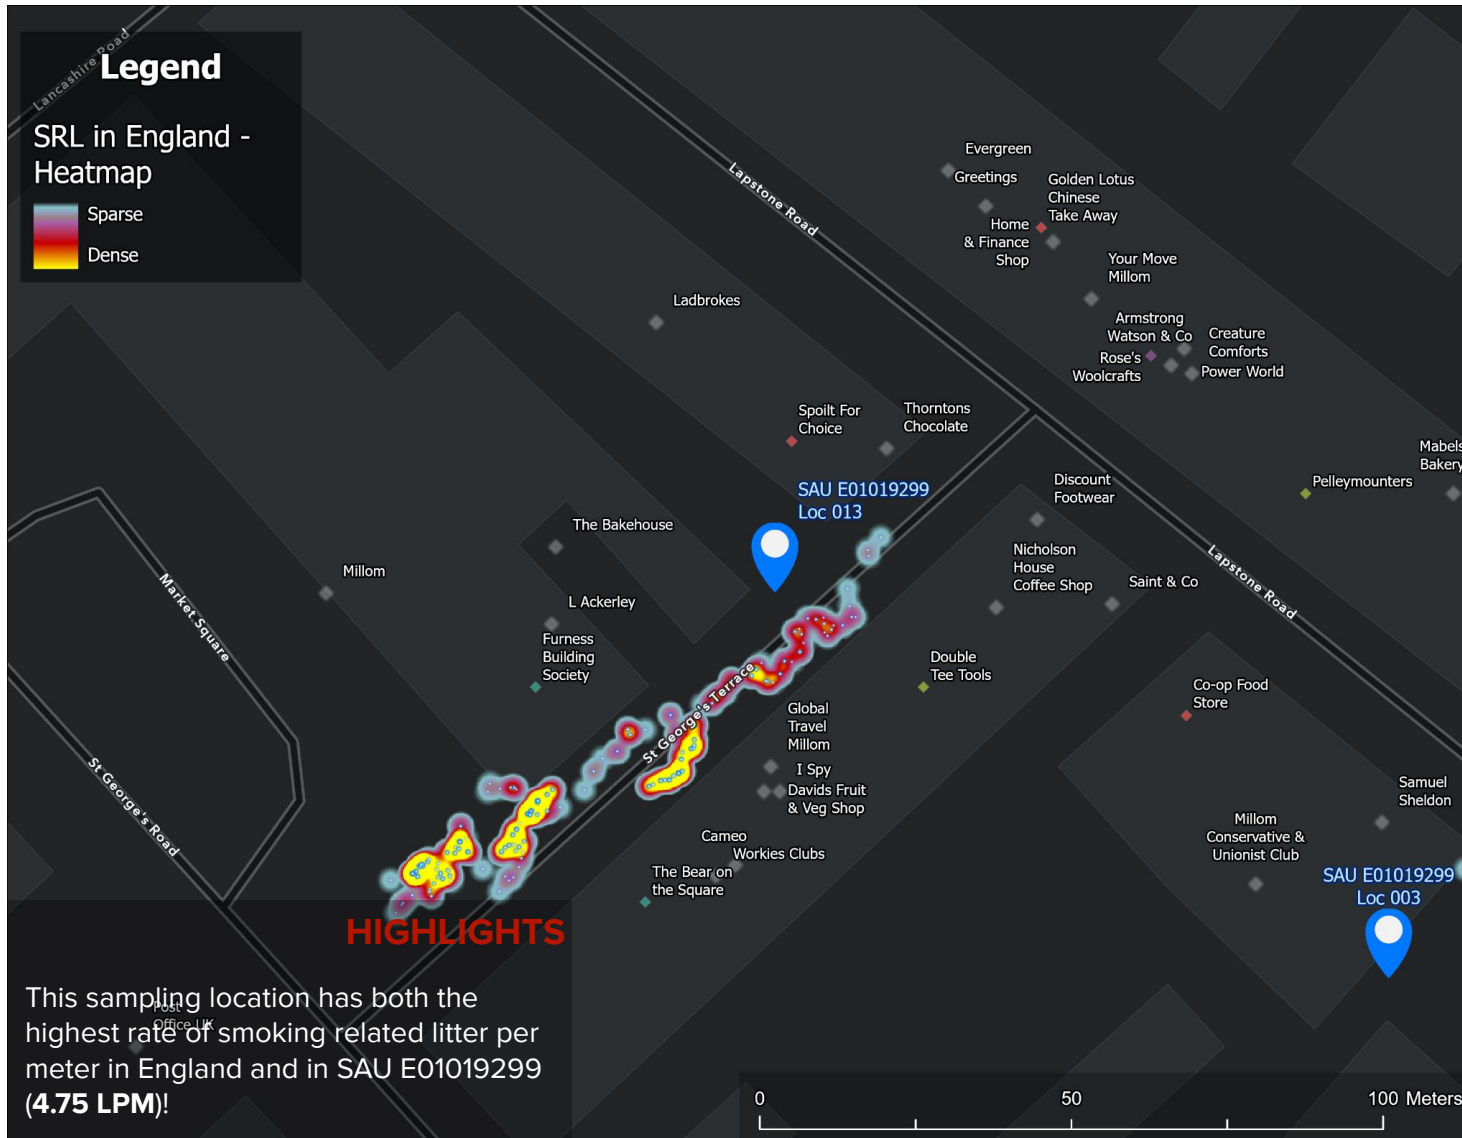 Lancashire Road
Legend
SRL in England -
Heatmap
Sparse
Dense
Lapstone Road
Evergreen
Greetings
Golden Lotus
Chinese
Take Away
Home
& Finance
Shop
Your Move
Millom
Ladbrokes
Armstrong
Watson & Co
Creature
Comforts
Rose's
Woolcrafts
Power World
Spoilt For
Choice
Thorntons
Chocolate
Mabels
Bakery
Pelleymounters
Discount
Footwear
SAU E01019299
Loc 013
The Bakehouse
Nicholson
House
Coffee Shop
Saint & Co
Lapstone Road
Millom
Market Square
L Ackerley
Furness
Building
Society
Double
Tee Tools
Co-op Food
Store
St George's Terrace
Global
Travel
Millom
I Spy
Davids Fruit
& Veg Shop
St George's Road
Samuel
Sheldon
Millom
Conservative &
Unionist Club
Cameo
Workies Clubs
The Bear on
the Square
SAU E01019299
Loc 003
HIGHLIGHTS
This sampling location has both the
highest rate of smoking related litter per
meter in England and in SAU E01019299
(4.75 LPM)!
Post
Office UK
0
50
100 Meters